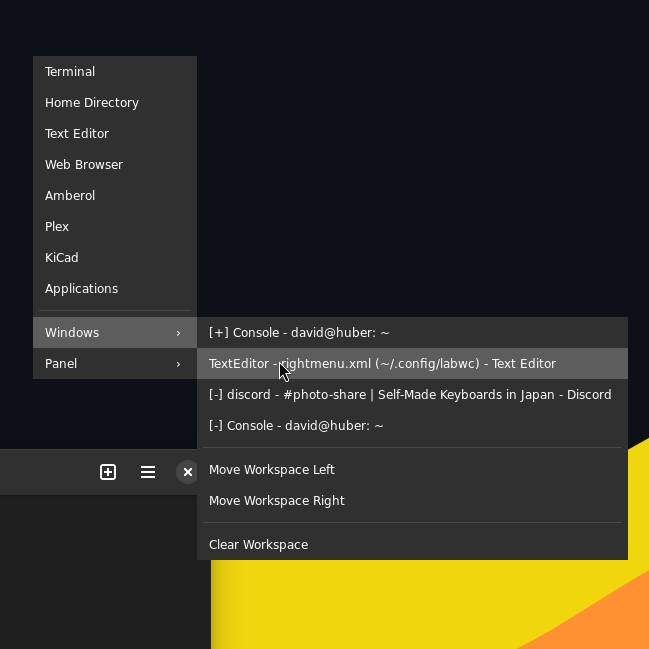 Terminal
Home Directory
Text Editor
Web Browser
Amberol
Plex
KiCad
Applications
Windows ›
Panel ›
[+] Console - david@huber: ~
TextEditor - rightmenu.xml (~/.config/labwc) - Text Editor
[-] discord - #photo-share | Self-Made Keyboards in Japan - Discord
[-] Console - david@huber: ~
Move Workspace Left
Move Workspace Right
Clear Workspace